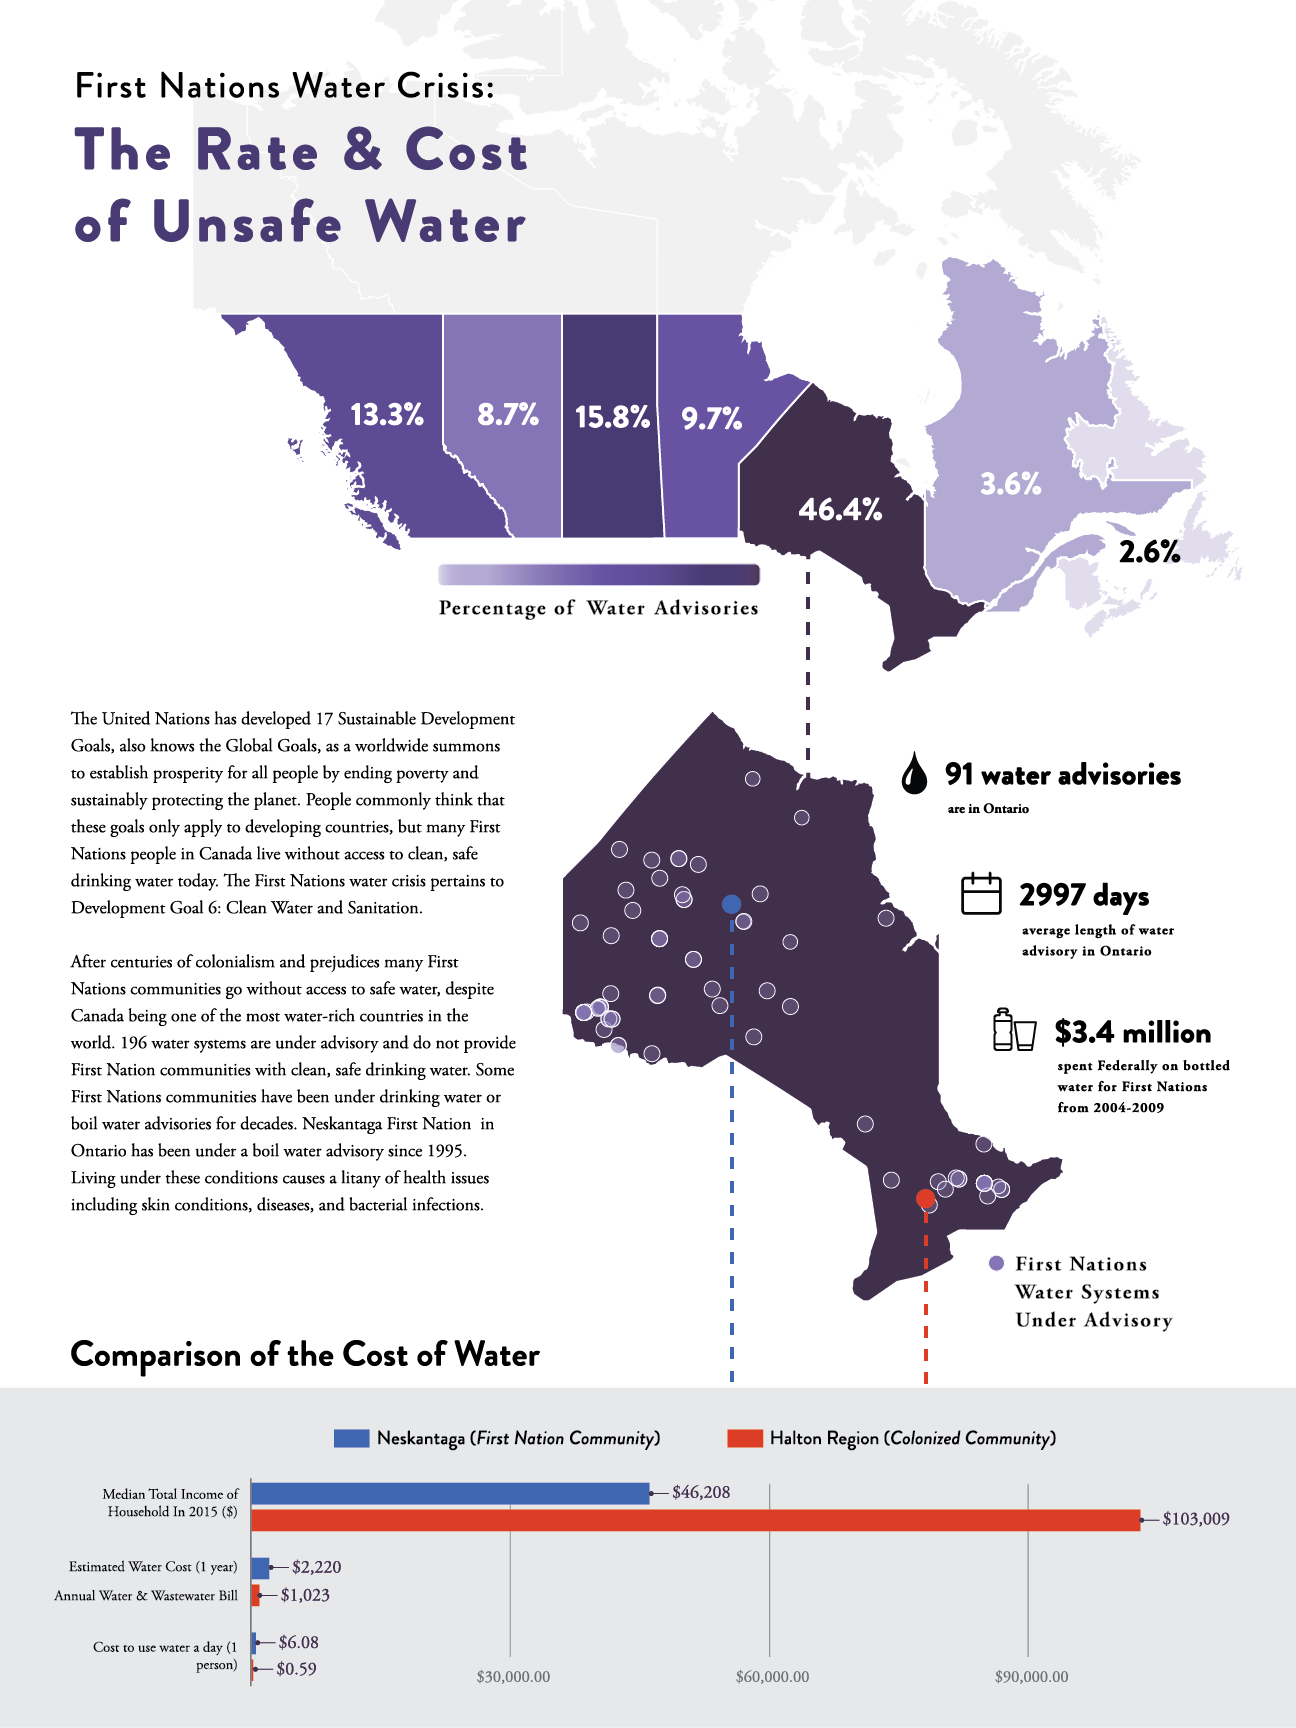 First Nations Water Crisis:
The Rate & Cost
of Unsafe Water
13.3%
8.7%
15.8%
9.7%
46.4%
3.6%
2.6%
Percentage of Water Advisories
The United Nations has developed 17 Sustainable Development
Goals, also knows the Global Goals, as a worldwide summons
to establish prosperity for all people by ending poverty and
sustainably protecting the planet. People commonly think that
these goals only apply to developing countries, but many First
Nations people in Canada live without access to clean, safe
drinking water today. The First Nations water crisis pertains to
Development Goal 6: Clean Water and Sanitation.
After centuries of colonialism and prejudices many First
Nations communities go without access to safe water, despite
Canada being one of the most water-rich countries in the
world. 196 water systems are under advisory and do not provide
First Nation communities with clean, safe drinking water. Some
First Nations communities have been under drinking water or
boil water advisories for decades. Neskantaga First Nation in
Ontario has been under a boil water advisory since 1995.
Living under these conditions causes a litany of health issues
including skin conditions, diseases, and bacterial infections.
91 water advisories
are in Ontario
2997 days
average length of water
advisory in Ontario
$3.4 million
spent Federally on bottled
water for First Nations
from 2004-2009
First Nations
Water Systems
Under Advisory
Comparison of the Cost of Water
Neskantaga (First Nation Community)
Halton Region (Colonized Community)
Median Total Income of
Household In 2015 ($)
$46,208
$103,009
Estimated Water Cost (1 year)
$2,220
Annual Water & Wastewater Bill
$1,023
Cost to use water a day (1
person)
$6.08
$0.59
$30,000.00
$60,000.00
$90,000.00